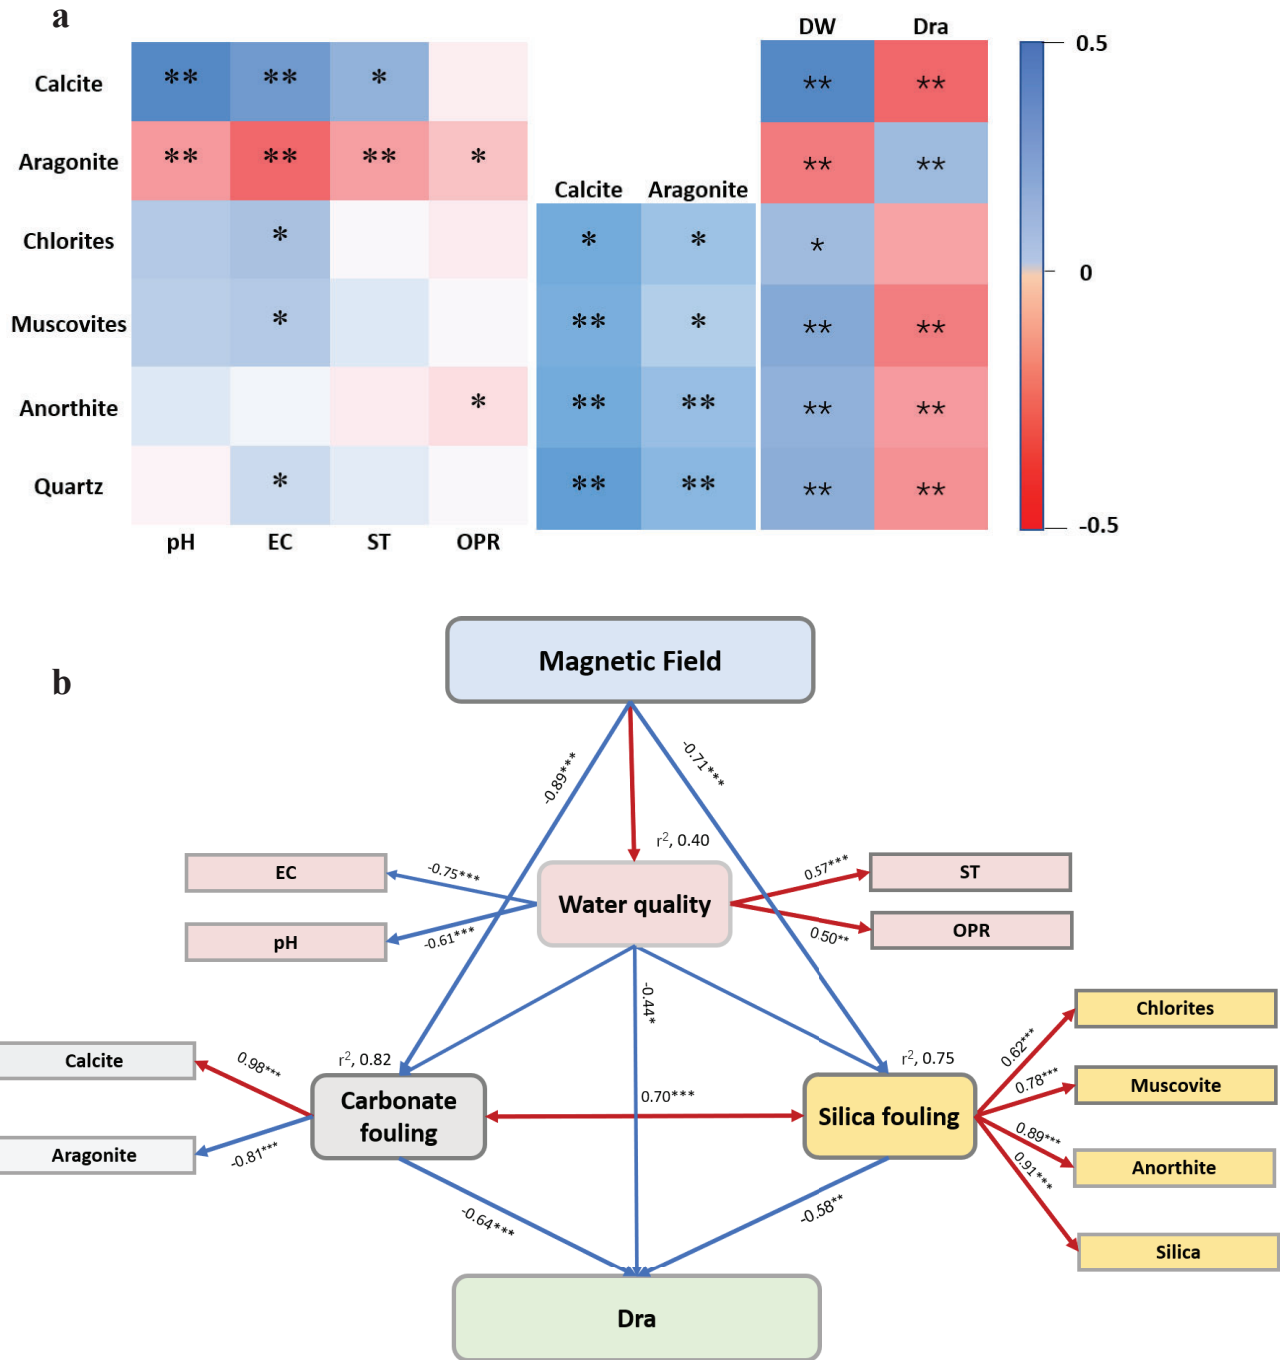 a
DW Dra
0.5
Calcite ** ** * ** **
Aragonite ** ** ** * ** **
Calcite Aragonite
Chlorites * * * *
0
Muscovites * ** * ** **
Anorthite * ** ** ** **
Quartz * ** ** ** **
-0.5
pH EC ST OPR
b
Magnetic Field
-0.89***
-0.71***
r², 0.40
EC
-0.75***
Water quality
0.57***
ST
pH
-0.61***
0.50**
OPR
-0.44*
Calcite
0.98***
r², 0.82
r², 0.75
Chlorites
0.62***
Carbonate
fouling
0.70***
Silica fouling
0.78***
Muscovite
Aragonite
-0.81***
0.89***
Anorthite
0.91***
Silica
-0.64***
-0.58**
Dra